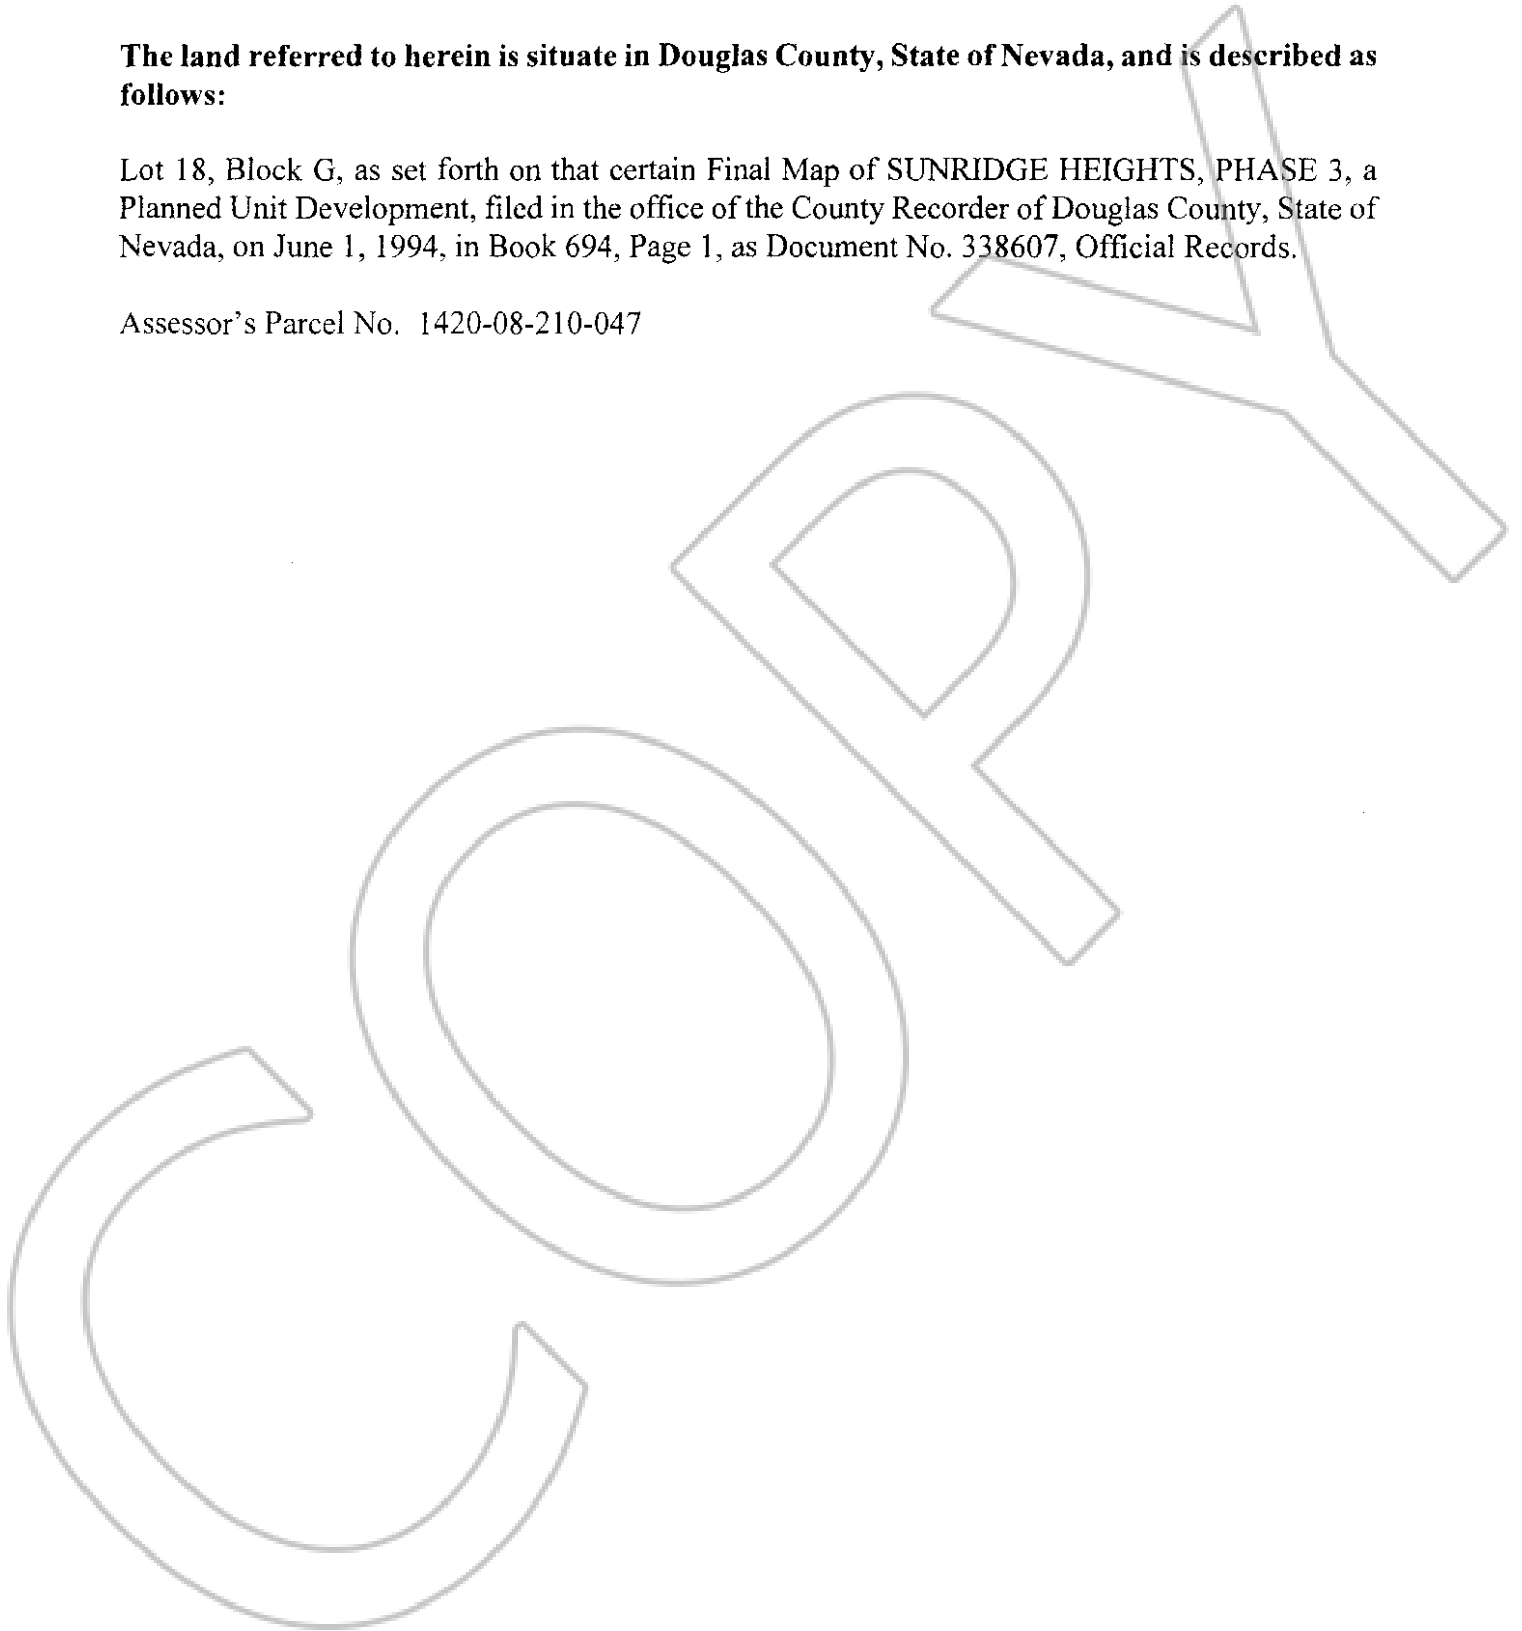 The land referred to herein is situate in Douglas County, State of Nevada, and is described as
follows:
Lot 18, Block G, as set forth on that certain Final Map of SUNRIDGE HEIGHTS, PHASE 3, a
Planned Unit Development, filed in the office of the County Recorder of Douglas County, State of
Nevada, on June 1, 1994, in Book 694, Page 1, as Document No. 338607, Official Records.
Assessor's Parcel No. 1420-08-210-047
COPY